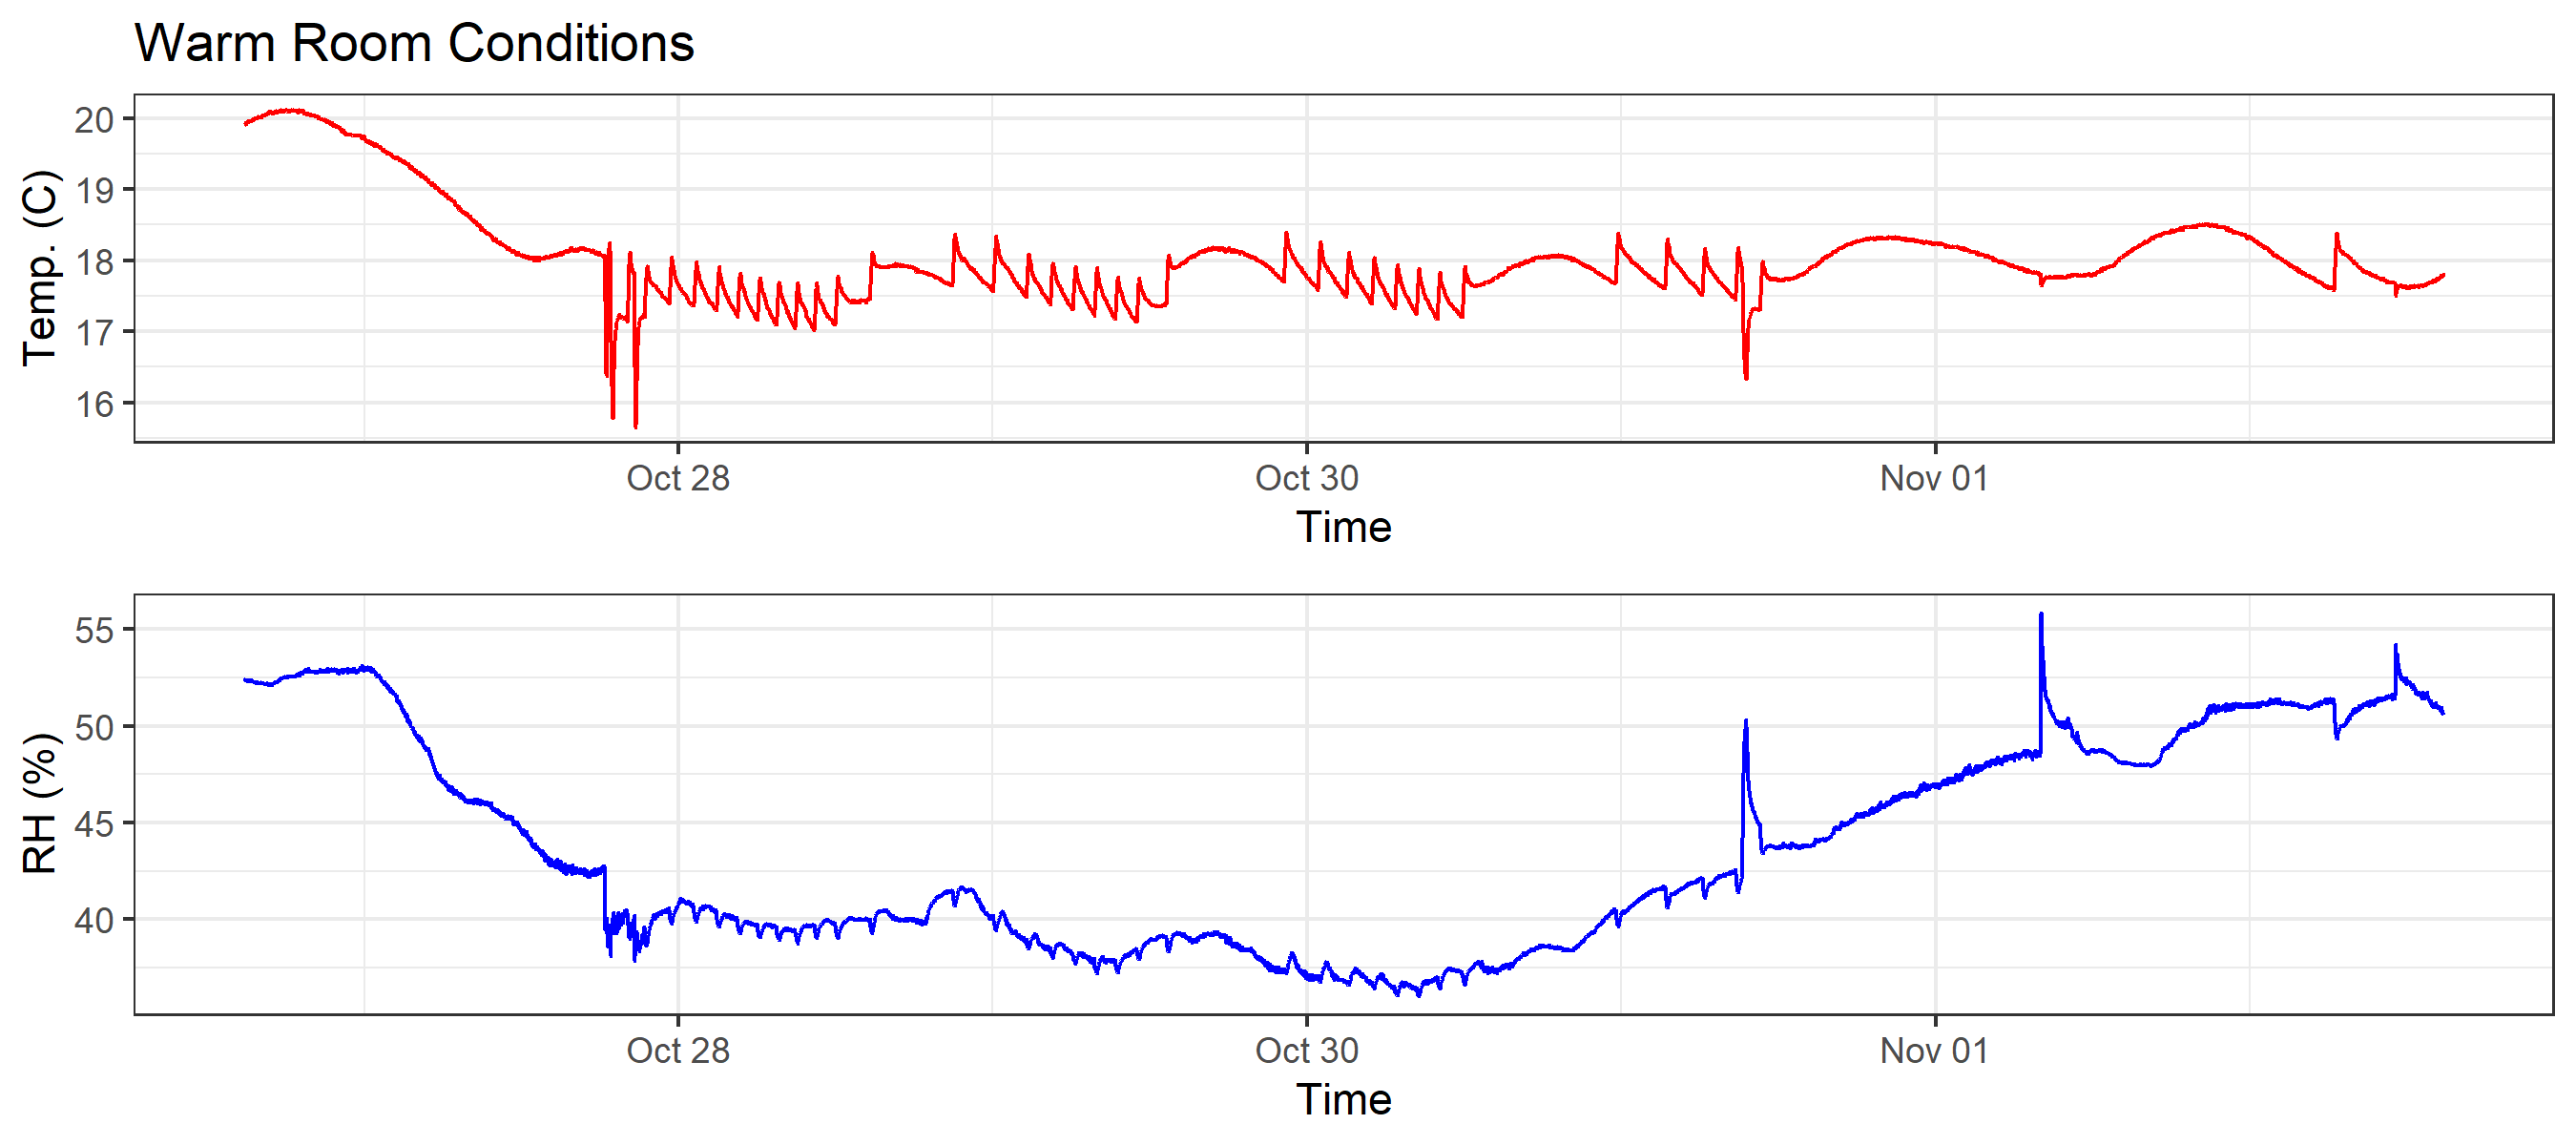 Warm Room Conditions
Temp. (C)
20
19
18
17
16
Oct 28 Oct 30 Nov 01
Time
RH (%)
55
50
45
40
Oct 28 Oct 30 Nov 01
Time